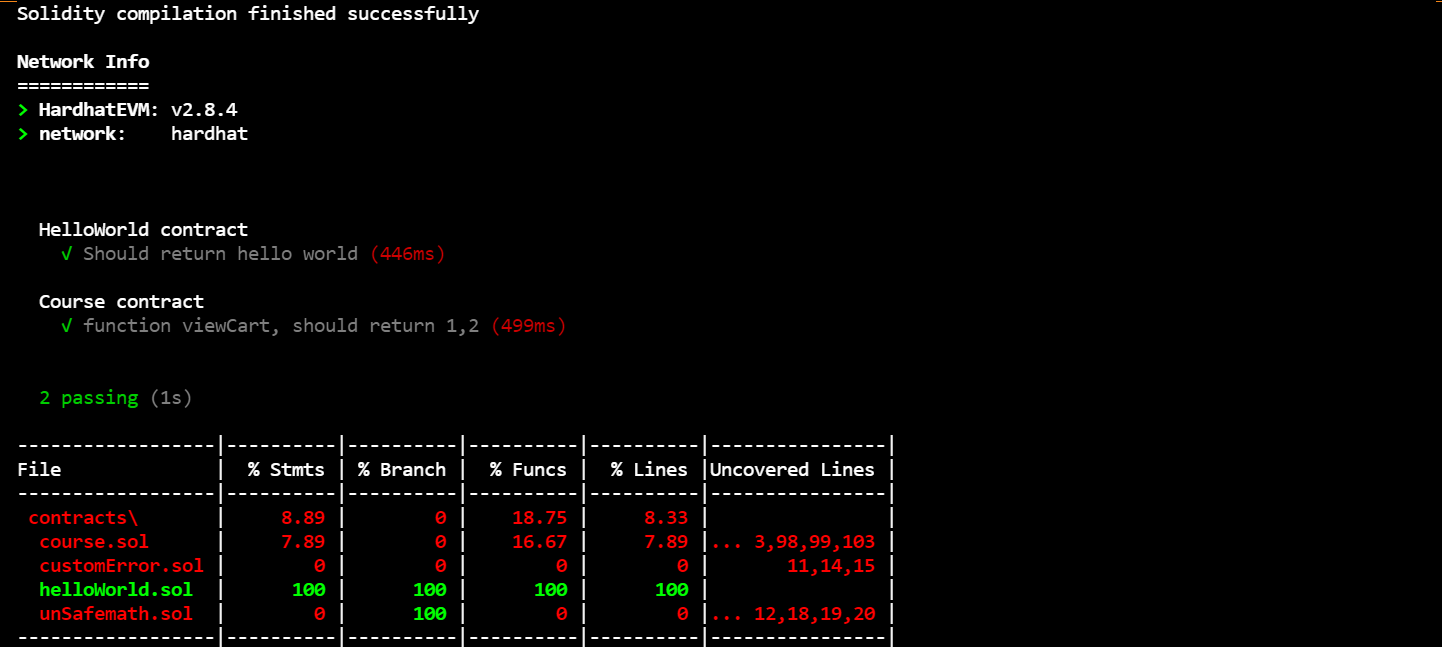 Solidity compilation finished successfully
Network Info
============
> HardhatEVM: v2.8.4
> network:    hardhat
HelloWorld contract
√ Should return hello world (446ms)
Course contract
√ function viewCart, should return 1,2 (499ms)
2 passing (1s)
------------------|----------|----------|----------|----------|----------------|
File              |  % Stmts | % Branch |  % Funcs |  % Lines |Uncovered Lines |
------------------|----------|----------|----------|----------|----------------|
 contracts\       |     8.89 |        0 |    18.75 |     8.33 |                |
  course.sol      |     7.89 |        0 |    16.67 |     7.89 |... 3,98,99,103 |
  customError.sol |        0 |        0 |        0 |        0 |       11,14,15 |
  helloWorld.sol  |      100 |      100 |      100 |      100 |                |
  unSafemath.sol  |        0 |      100 |        0 |        0 |... 12,18,19,20 |
------------------|----------|----------|----------|----------|----------------|